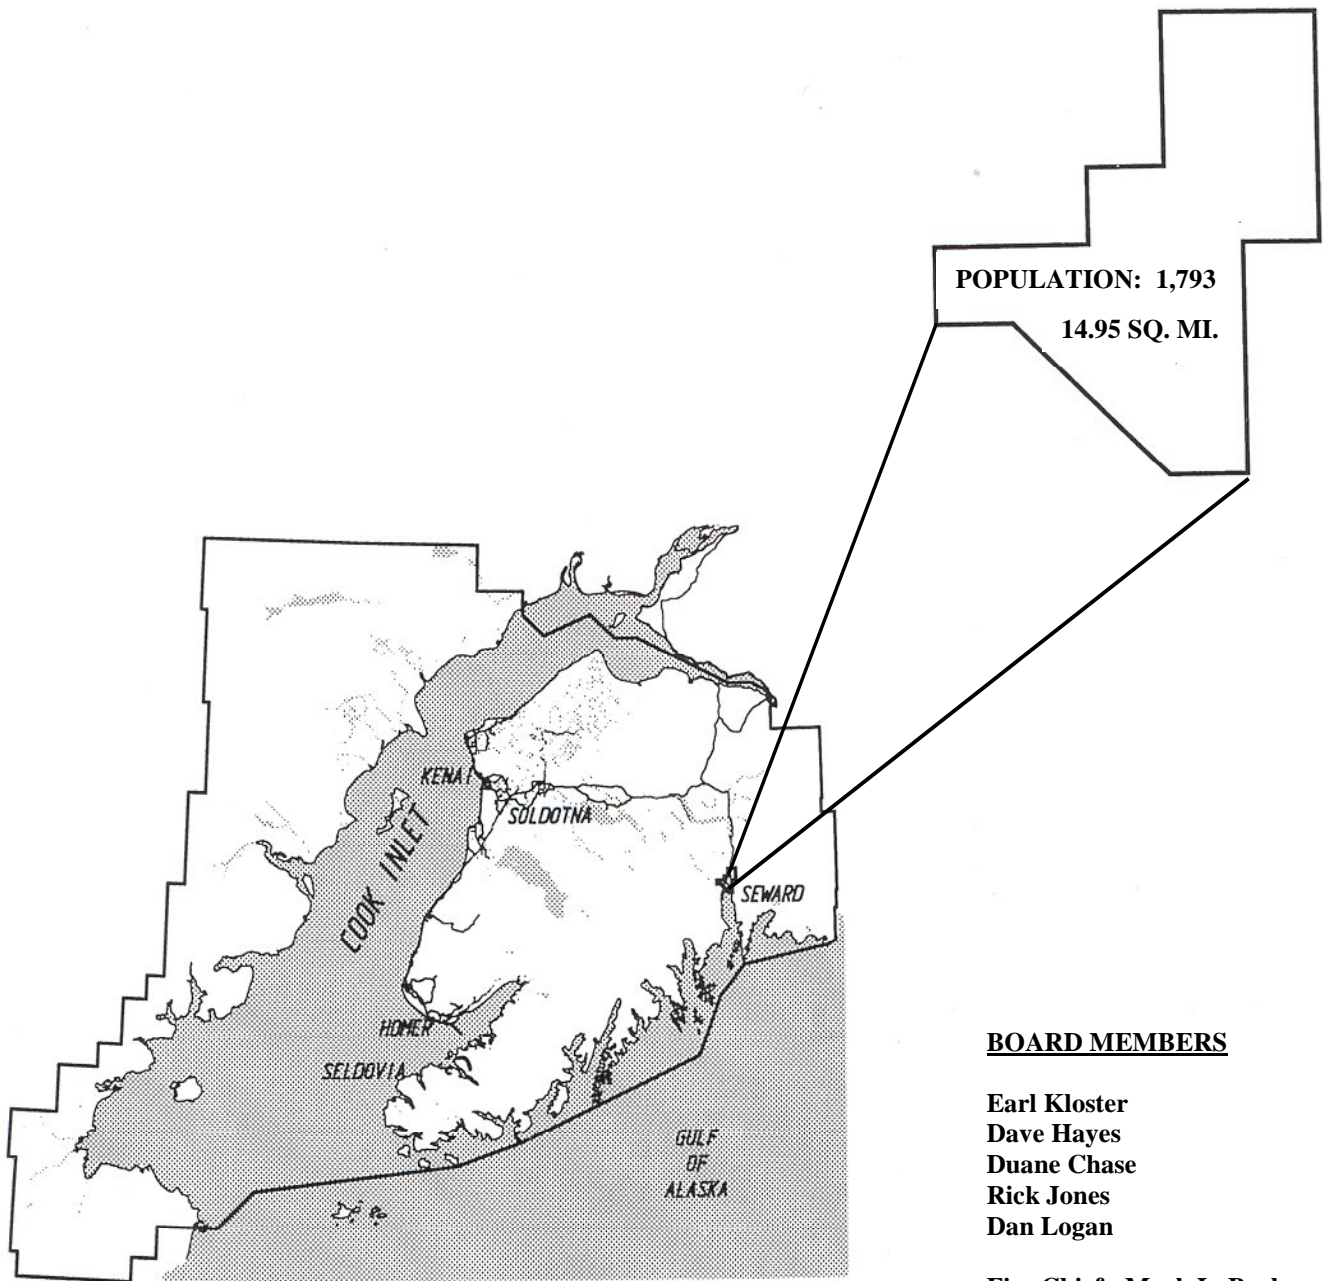 POPULATION: 1,793
14.95 SQ. MI.
KENAI
SOLDOTNA
COOK INLET
SEWARD
HOMER
SELDOVIA
GULF
OF
ALASKA
BOARD MEMBERS
Earl Kloster
Dave Hayes
Duane Chase
Rick Jones
Dan Logan